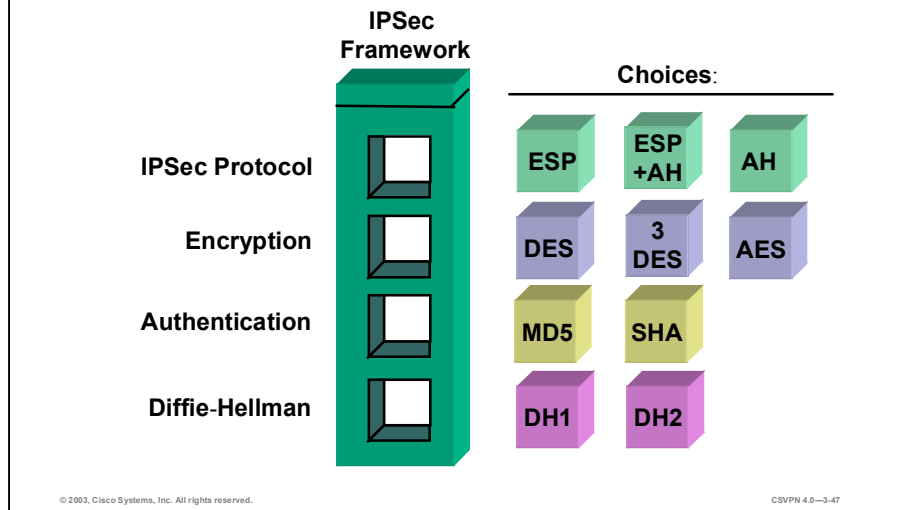 IPSec
Framework
Choices:
IPSec Protocol
ESP
ESP
+AH
AH
Encryption
DES
3
DES
AES
Authentication
MD5
SHA
Diffie-Hellman
DH1
DH2
© 2003, Cisco Systems, Inc. All rights reserved.
CSVPN 4.0—3-47